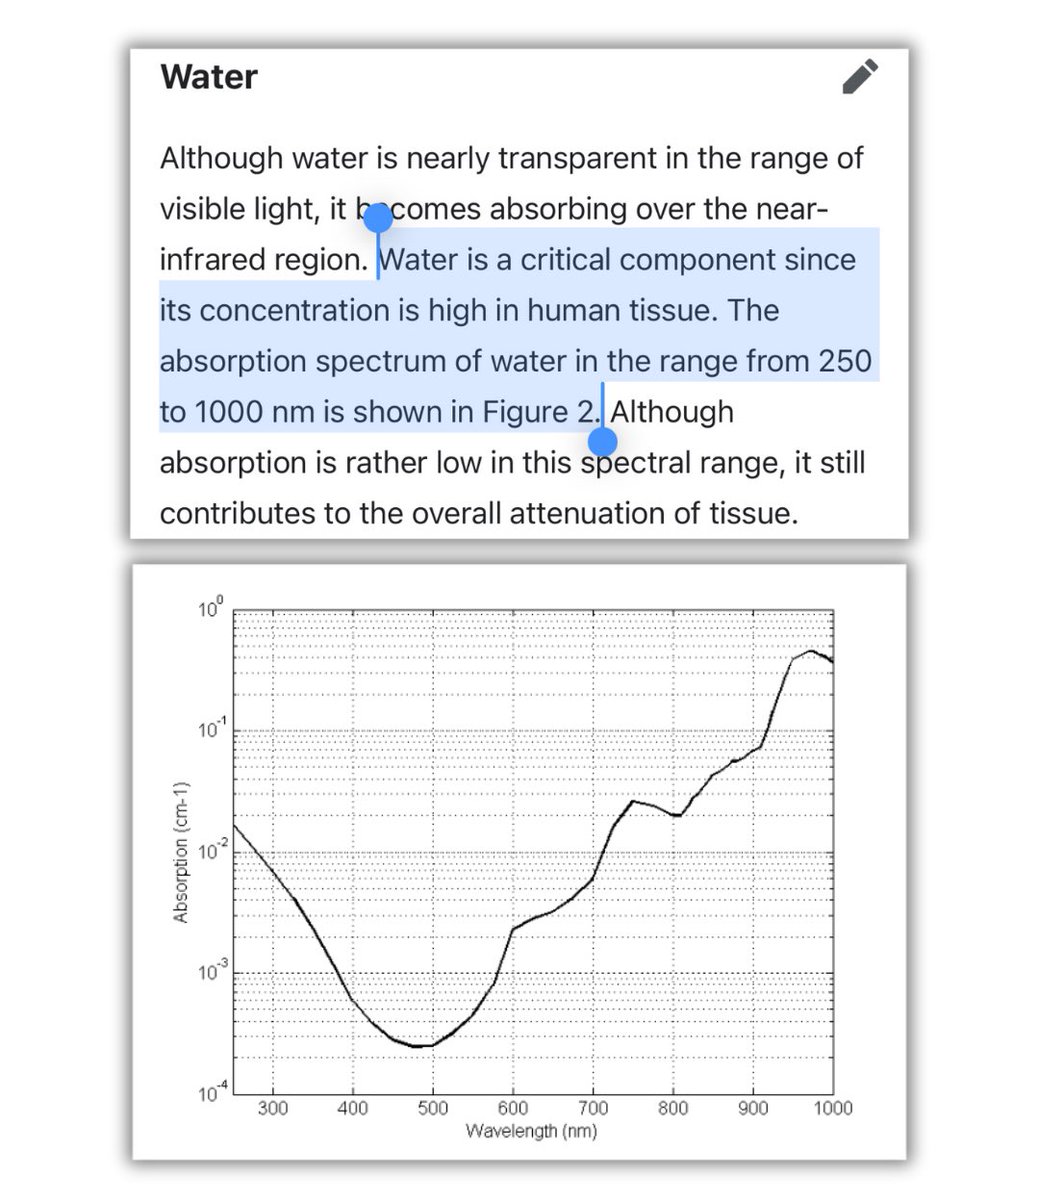 Water
Although water is nearly transparent in the range of
visible light, it becomes absorbing over the near-
infrared region. Water is a critical component since
its concentration is high in human tissue. The
absorption spectrum of water in the range from 250
to 1000 nm is shown in Figure 2. Although
absorption is rather low in this spectral range, it still
contributes to the overall attenuation of tissue.
10⁰
10⁻¹
10⁻²
10⁻³
10⁻⁴
Absorption (cm-1)
300 400 500 600 700 800 900 1000
Wavelength (nm)